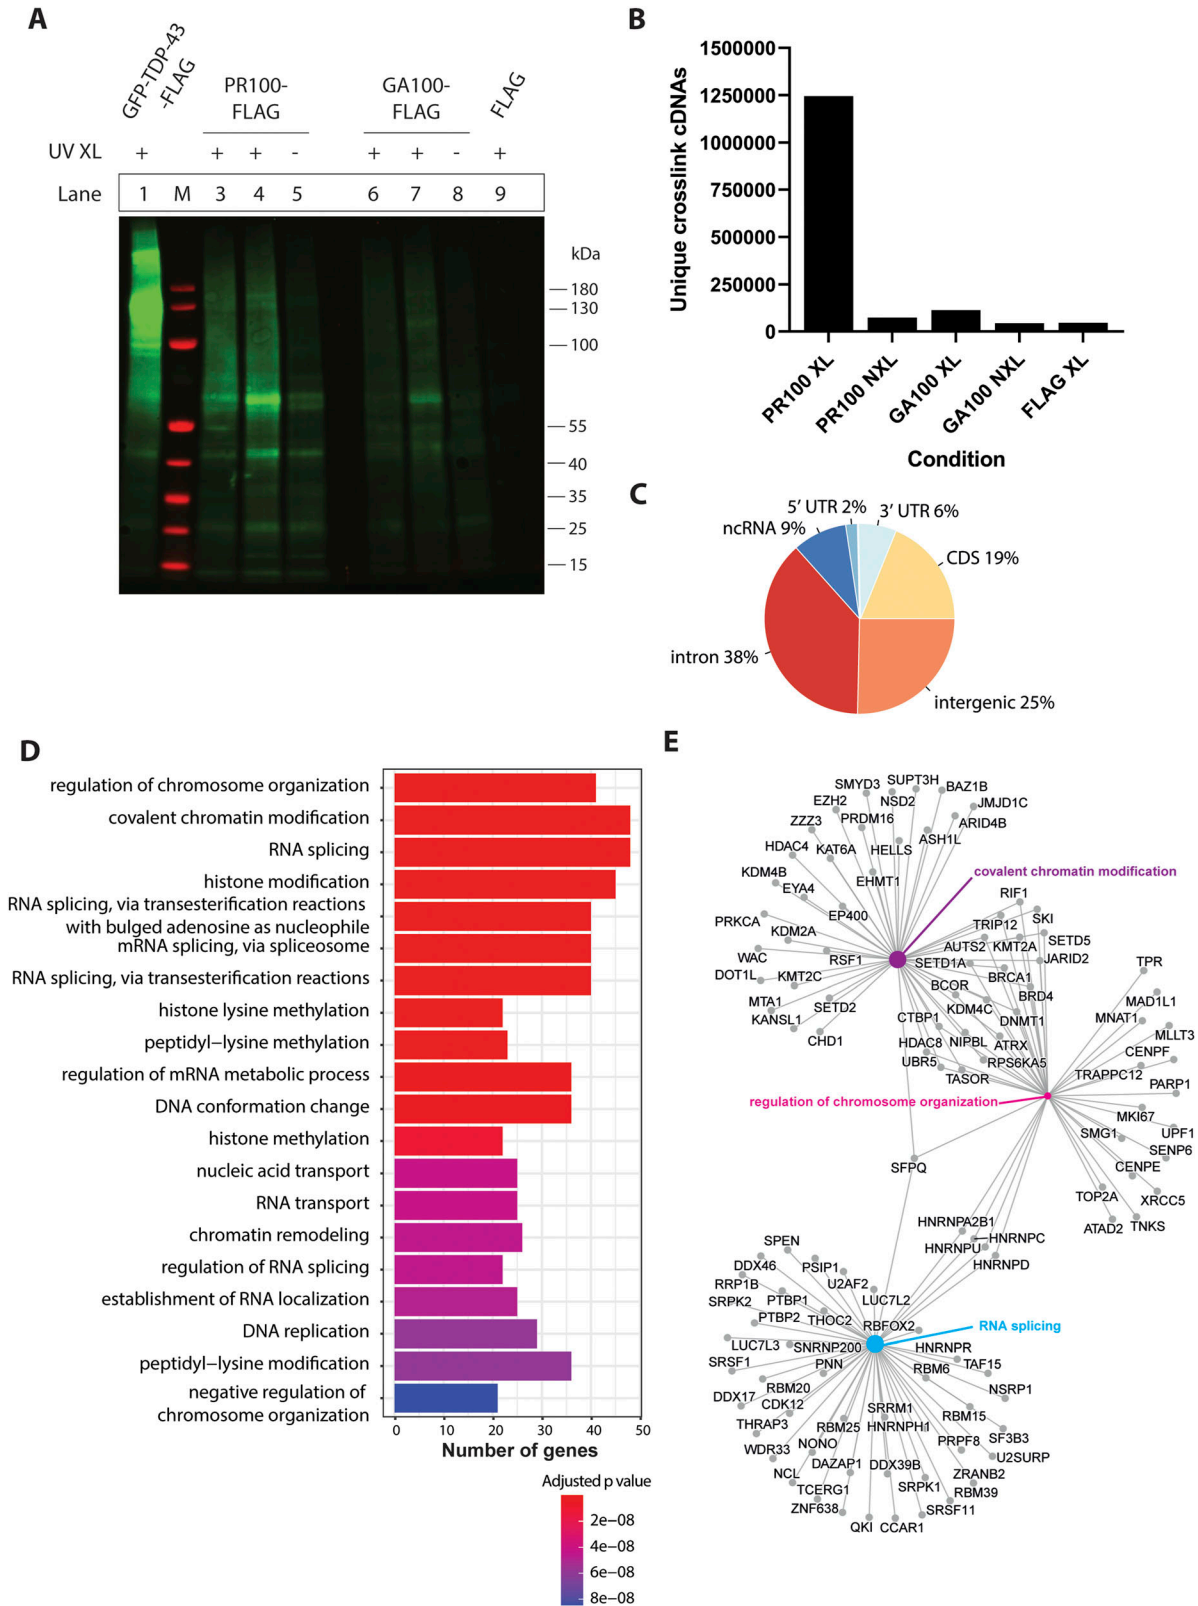 A
GFP-TDP-43
-FLAG
PR100-
FLAG
GA100-
FLAG
FLAG
UV XL + + + - + + - +
Lane 1 M 3 4 5 6 7 8 9
kDa
180
130
100
55
40
35
25
15
B
Unique crosslink cDNAs
1500000
1250000
1000000
750000
500000
250000
0
PR100 XL
PR100 NXL
GA100 XL
GA100 NXL
FLAG XL
Condition
C
5′ UTR 2%
3′ UTR 6%
ncRNA 9%
CDS 19%
intron 38%
intergenic 25%
D
regulation of chromosome organization
covalent chromatin modification
RNA splicing
histone modification
RNA splicing, via transesterification reactions
with bulged adenosine as nucleophile
mRNA splicing, via spliceosome
RNA splicing, via transesterification reactions
histone lysine methylation
peptidyl−lysine methylation
regulation of mRNA metabolic process
DNA conformation change
histone methylation
nucleic acid transport
RNA transport
chromatin remodeling
regulation of RNA splicing
establishment of RNA localization
DNA replication
peptidyl−lysine modification
negative regulation of
chromosome organization
0 10 20 30 40 50
Number of genes
Adjusted p value
2e−08
4e−08
6e−08
8e−08
E
SMYD3
SUPT3H
NSD2
BAZ1B
EZH2
JMJD1C
ZZZ3
PRDM16
ARID4B
ASH1L
HDAC4
KAT6A
HELLS
KDM4B
EYA4
EHMT1
covalent chromatin modification
EP400
RIF1
PRKCA
KDM2A
TRIP12
SKI
WAC
RSF1
AUTS2
KMT2A
SETD5
DOT1L
KMT2C
SETD1A
JARID2
BRCA1
TPR
MTA1
SETD2
BCOR
BRD4
MAD1L1
KANSL1
KDM4C
CTBP1
DNMT1
MNAT1
CHD1
HDAC8
NIPBL
ATRX
MLLT3
UBR5
RPS6KA5
CENPF
TASOR
TRAPPC12
PARP1
regulation of chromosome organization
MKI67
SMG1
UPF1
SENP6
SFPQ
CENPE
TOP2A
XRCC5
ATAD2
TNKS
HNRNPA2B1
HNRNPC
HNRNPU
HNRNPD
SPEN
DDX46
PSIP1
RRP1B
U2AF2
SRPK2
PTBP1
LUC7L2
PTBP2
THOC2
RBFOX2
RNA splicing
LUC7L3
SNRNP200
HNRNPR
SRSF1
PNN
RBM6
TAF15
RBM20
NSRP1
DDX17
CDK12
SRRM1
RBM15
THRAP3
RBM25
HNRNPH1
SF3B3
WDR33
NONO
PRPF8
U2SURP
NCL
DAZAP1
DDX39B
ZRANB2
TCERG1
SRPK1
RBM39
ZNF638
SRSF11
QKI
CCAR1